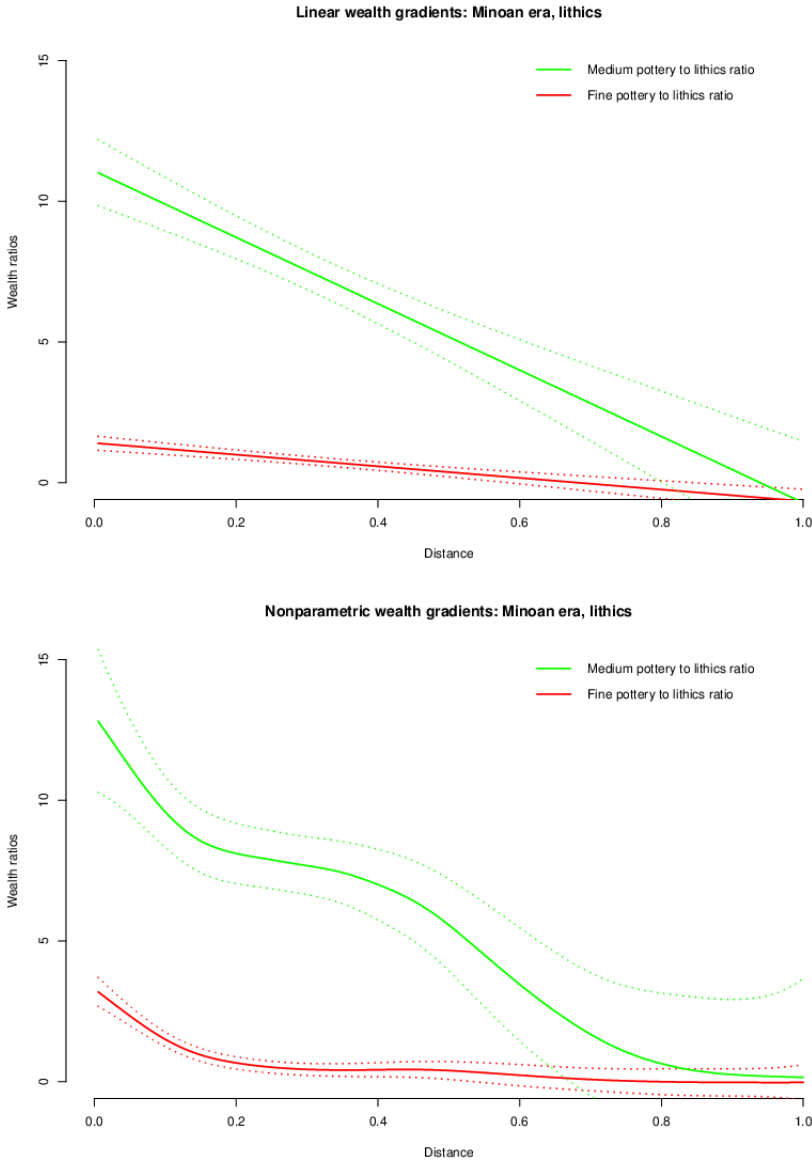 Linear wealth gradients: Minoan era, lithics
15
Medium pottery to lithics ratio
Fine pottery to lithics ratio
10
Wealth ratios
5
0
0.0 0.2 0.4 0.6 0.8 1.0
Distance
Nonparametric wealth gradients: Minoan era, lithics
15
Medium pottery to lithics ratio
Fine pottery to lithics ratio
10
Wealth ratios
5
0
0.0 0.2 0.4 0.6 0.8 1.0
Distance